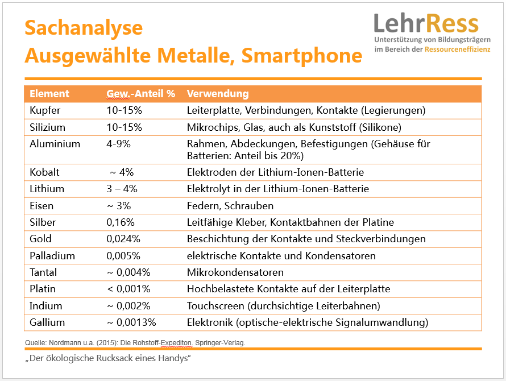 Sachanalyse
Ausgewählte Metalle, Smartphone
LehrRess
Unterstützung von Bildungsträgern
im Bereich der Ressourceneffizienz
Element Gew.-Anteil % Verwendung
Kupfer 10-15% Leiterplatte, Verbindungen, Kontakte (Legierungen)
Silizium 10-15% Mikrochips, Glas, auch als Kunststoff (Silikone)
Aluminium 4-9% Rahmen, Abdeckungen, Befestigungen (Gehäuse für
Batterien: Anteil bis 20%)
Kobalt ~ 4% Elektroden der Lithium-Ionen-Batterie
Lithium 3 – 4% Elektrolyt in der Lithium-Ionen-Batterie
Eisen ~ 3% Federn, Schrauben
Silber 0,16% Leitfähige Kleber, Kontaktbahnen der Platine
Gold 0,024% Beschichtung der Kontakte und Steckverbindungen
Palladium 0,005% elektrische Kontakte und Kondensatoren
Tantal ~ 0,004% Mikrokondensatoren
Platin < 0,001% Hochbelastete Kontakte auf der Leiterplatte
Indium ~ 0,002% Touchscreen (durchsichtige Leiterbahnen)
Gallium ~ 0,0013% Elektronik (optische-elektrische Signalumwandlung)
Quelle: Nordmann u.a. (2015): Die Rohstoff-Expediton, Springer-Verlag.
„Der ökologische Rucksack eines Handys“